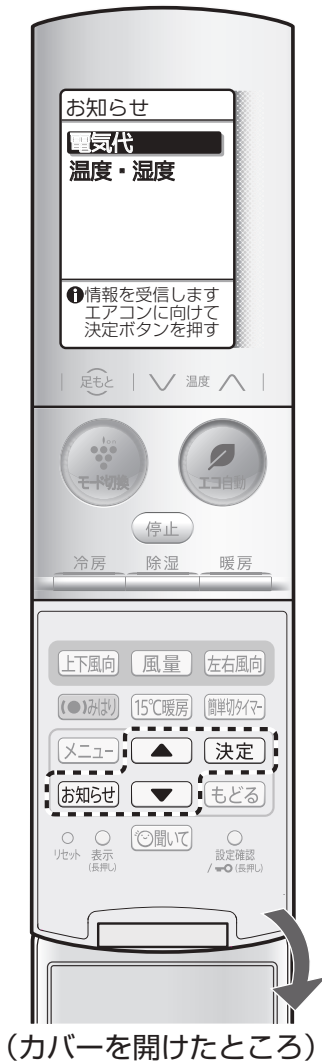 お知らせ
電気代
温度・湿度
❶情報を受信します
エアコンに向けて
決定ボタンを押す
足もと 温度
モード切換 エコ自動
停止
冷房 除湿 暖房
上下風向 風量 左右風向
みはり 15℃暖房 簡単切タイマー
メニュー ▲ 決定
お知らせ ▼ もどる
リセット 表示(長押し) 聞いて 設定確認/(長押し)
(カバーを開けたところ)